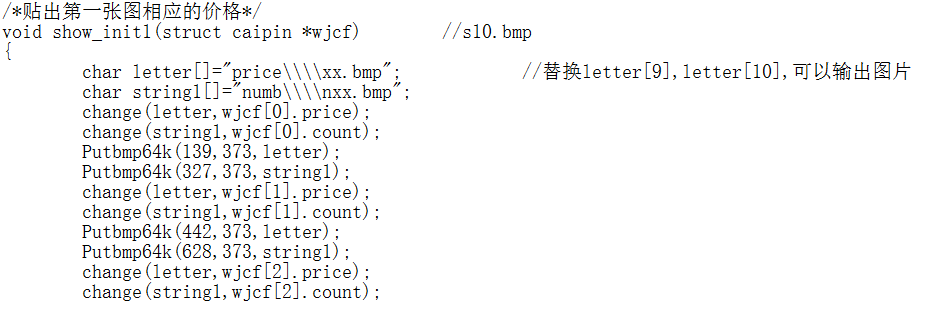 /*贴出第一张图相应的价格*/
void show_init1(struct caipin *wjcf) //s10.bmp
{
char letter[]="price\\\\xx.bmp"; //替换letter[9],letter[10],可以输出图片
char string1[]="numb\\\\nxx.bmp";
change(letter,wjcf[0].price);
change(string1,wjcf[0].count);
Putbmp64k(139,373,letter);
Putbmp64k(327,373,string1);
change(letter,wjcf[1].price);
change(string1,wjcf[1].count);
Putbmp64k(442,373,letter);
Putbmp64k(628,373,string1);
change(letter,wjcf[2].price);
change(string1,wjcf[2].count);